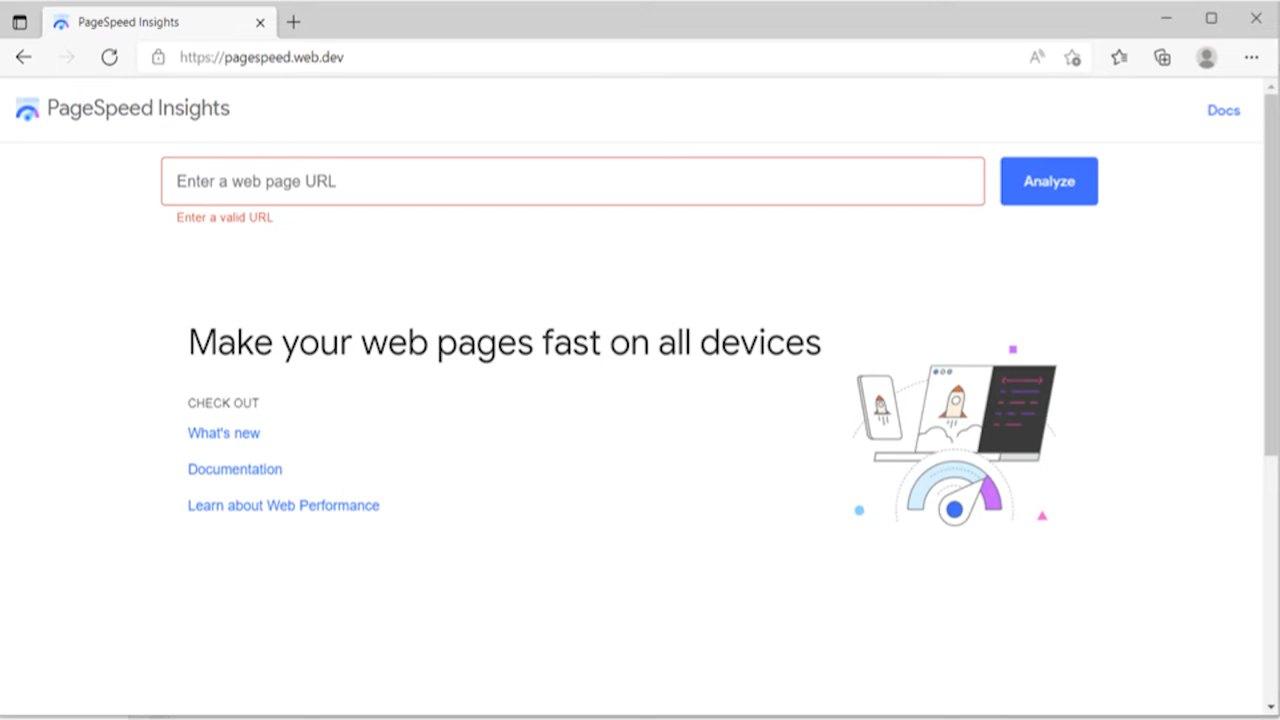 PageSpeed Insights
https://pagespeed.web.dev
PageSpeed Insights
Docs
Enter a web page URL
Analyze
Enter a valid URL
Make your web pages fast on all devices
CHECK OUT
What's new
Documentation
Learn about Web Performance